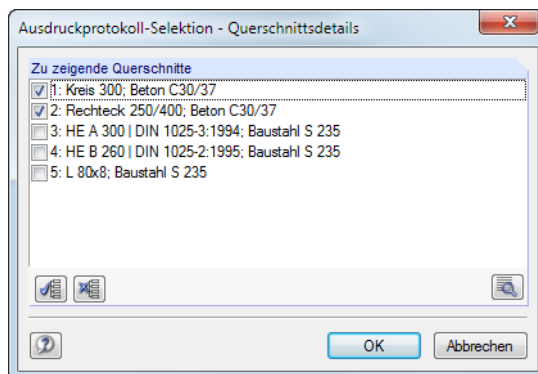 Ausdruckprotokoll-Selektion - Querschnittsdetails
Zu zeigende Querschnitte
1: Kreis 300; Beton C30/37
2: Rechteck 250/400; Beton C30/37
3: HE A 300 | DIN 1025-3:1994; Baustahl S 235
4: HE B 260 | DIN 1025-2:1995; Baustahl S 235
5: L 80x8; Baustahl S 235
OK
Abbrechen